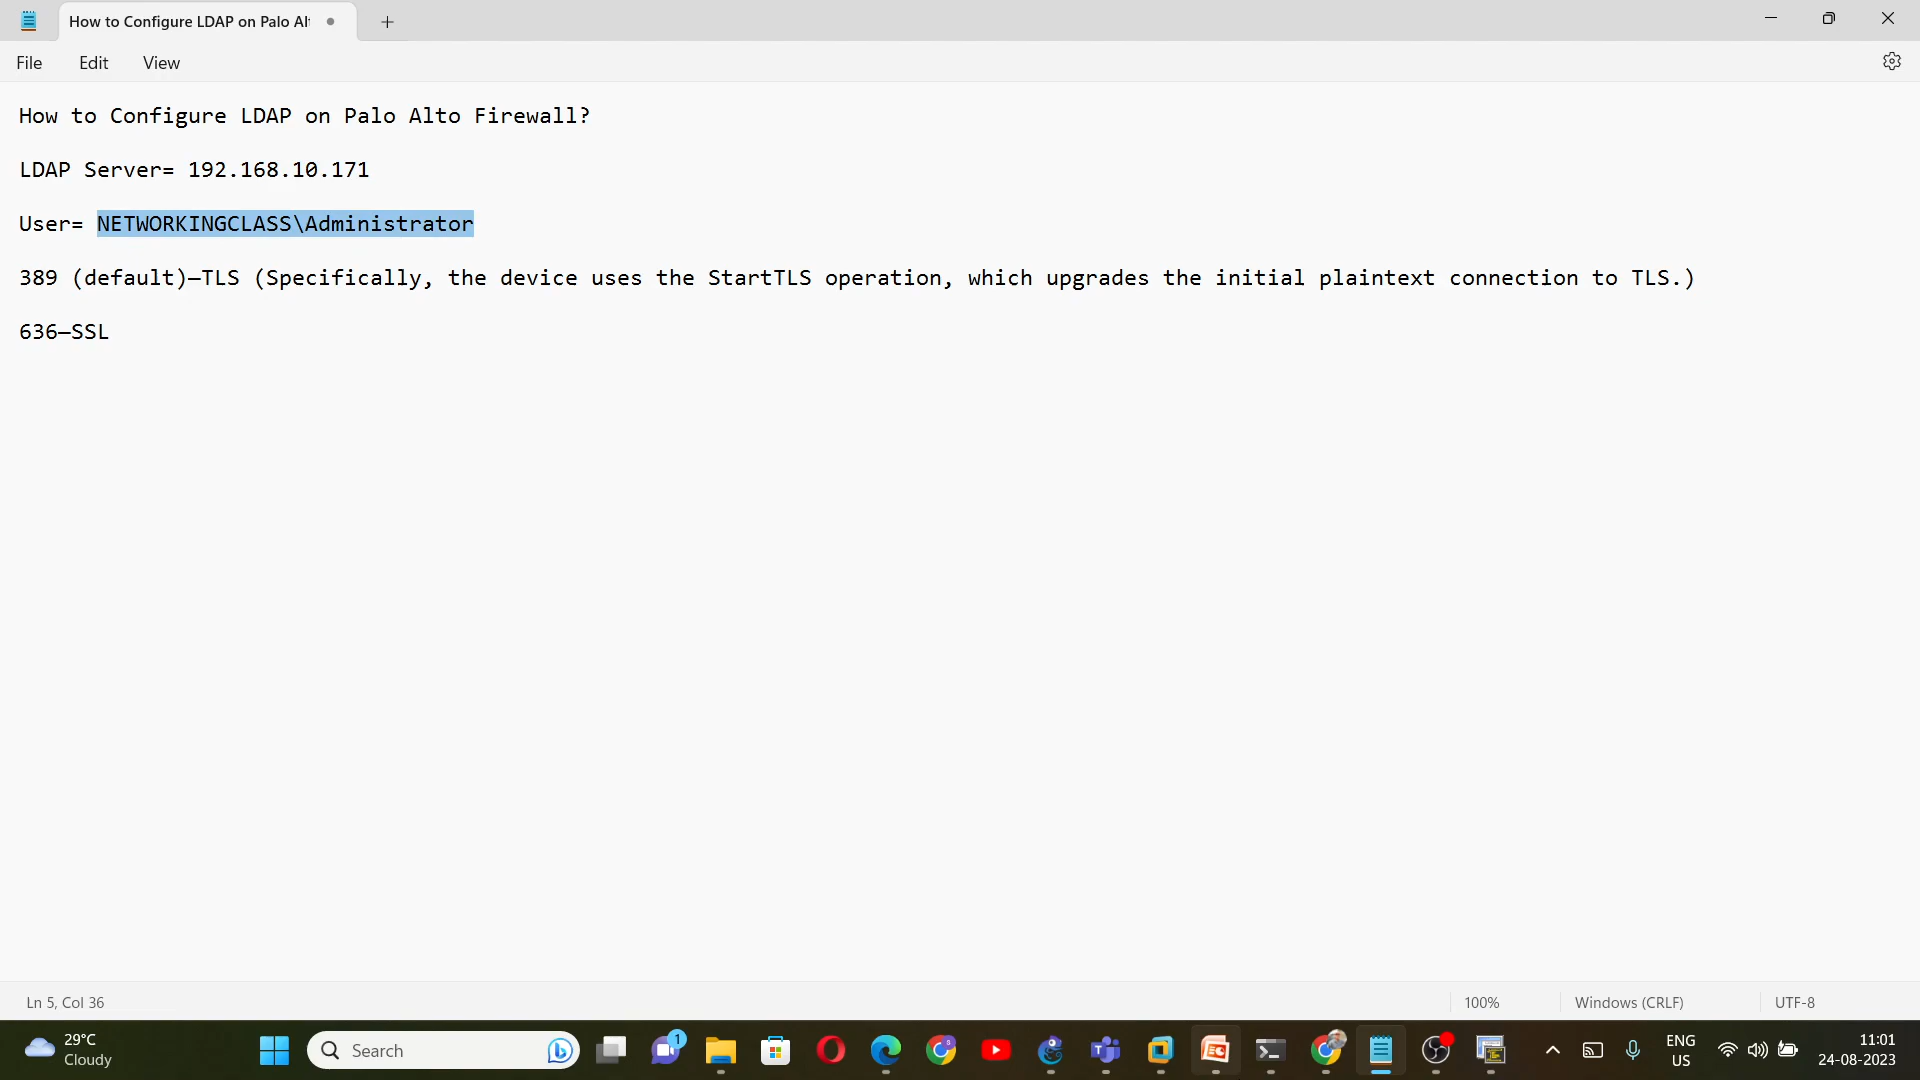 How to Configure LDAP on Palo Al
File Edit View
How to Configure LDAP on Palo Alto Firewall?
LDAP Server= 192.168.10.171
User= NETWORKINGCLASS\Administrator
389 (default)—TLS (Specifically, the device uses the StartTLS operation, which upgrades the initial plaintext connection to TLS.)
636—SSL
Ln 5, Col 36 100% Windows (CRLF) UTF-8
29°C
Cloudy
Search
1
ENG
US
11:01
24-08-2023